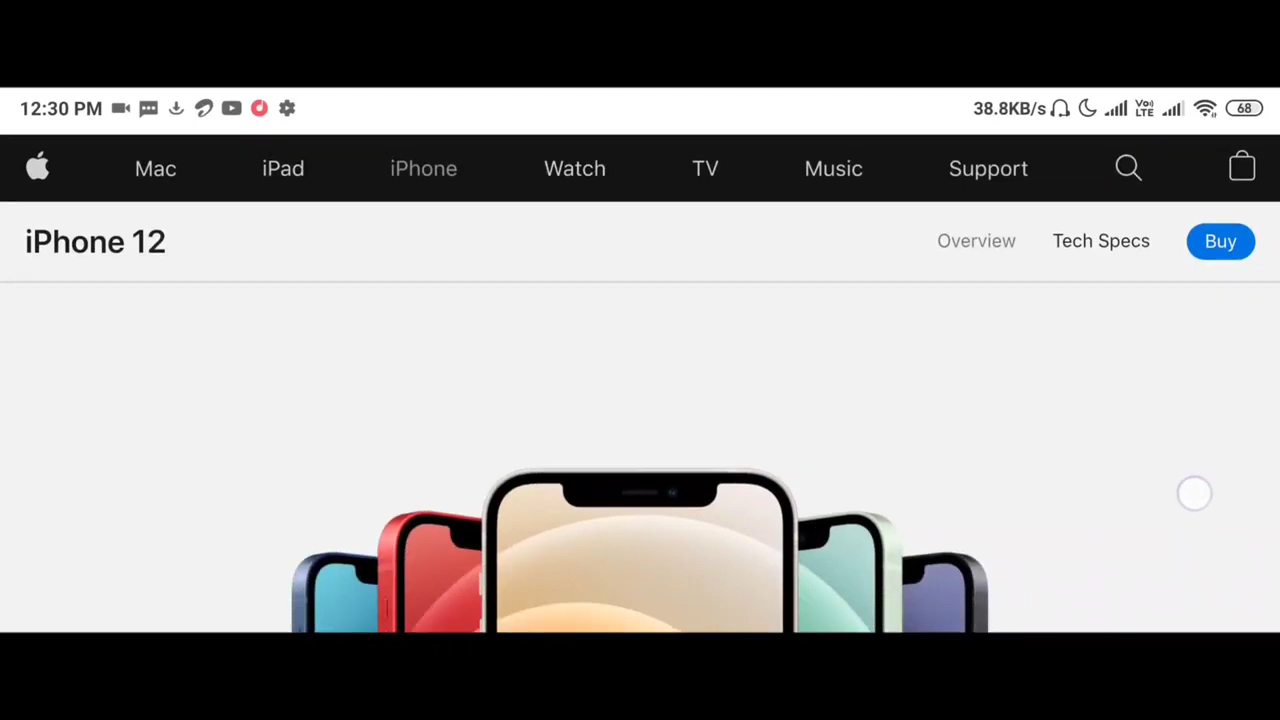 12:30 PM 38.8KB/s Vo) LTE 68
Mac iPad iPhone Watch TV Music Support
iPhone 12 Overview Tech Specs Buy